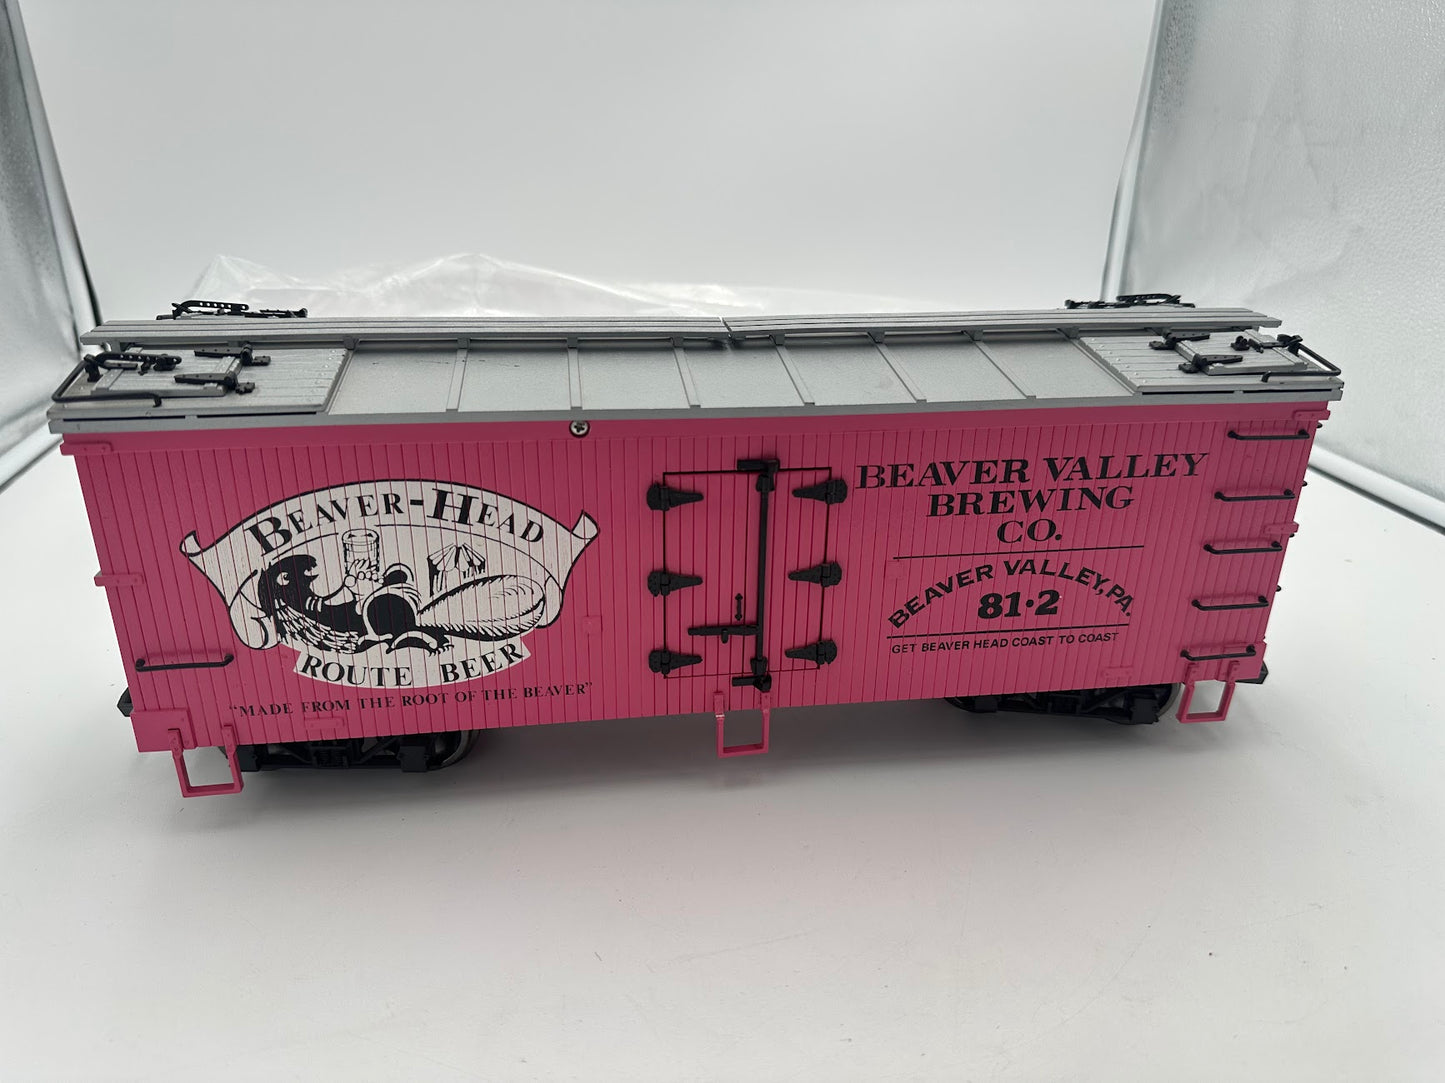 BEAVER-HEAD
ROUTE BEER
"MADE FROM THE ROOT OF THE BEAVER"
BEAVER VALLEY
BREWING
CO.
BEAVER VALLEY, PA.
81·2
GET BEAVER HEAD COAST TO COAST